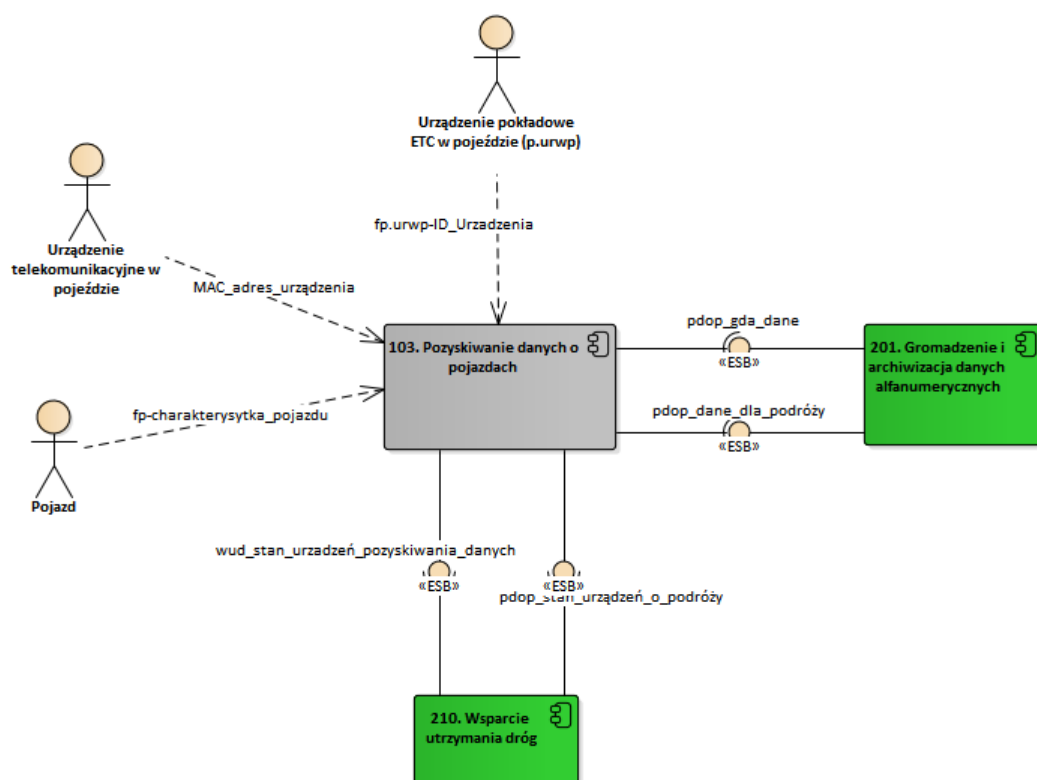 Urządzenie pokładowe
ETC w pojeździe (p.urwp)
Urządzenie
telekomunikacyjne w
pojeździe
fp.urwp-ID_Urzadzenia
MAC_adres_urządzenia
103. Pozyskiwanie danych o
pojazdach
pdop_gda_dane
«ESB»
201. Gromadzenie i
archiwizacja danych
alfanumerycznych
fp-charakterysytka_pojazdu
pdop_dane_dla_podróży
«ESB»
Pojazd
wud_stan_urzadzeń_pozyskiwania_danych
«ESB»
«ESB»
pdop_stan_urządzeń_o_podróży
210. Wsparcie
utrzymania dróg